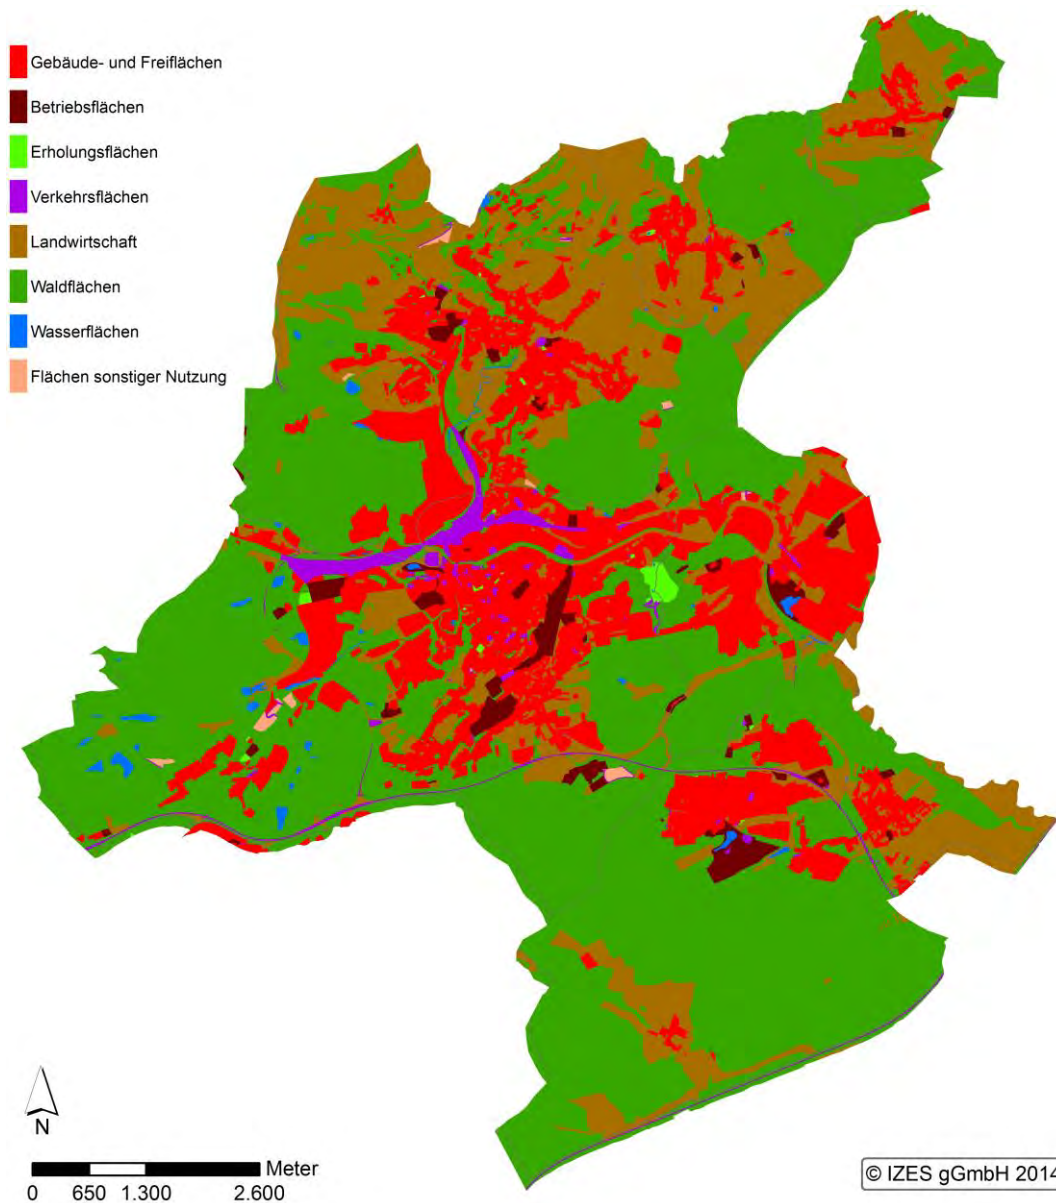 Gebäude- und Freiflächen
Betriebsflächen
Erholungsflächen
Verkehrsflächen
Landwirtschaft
Waldflächen
Wasserflächen
Flächen sonstiger Nutzung
N
Meter
0 650 1.300 2.600
© IZES gGmbH 2014